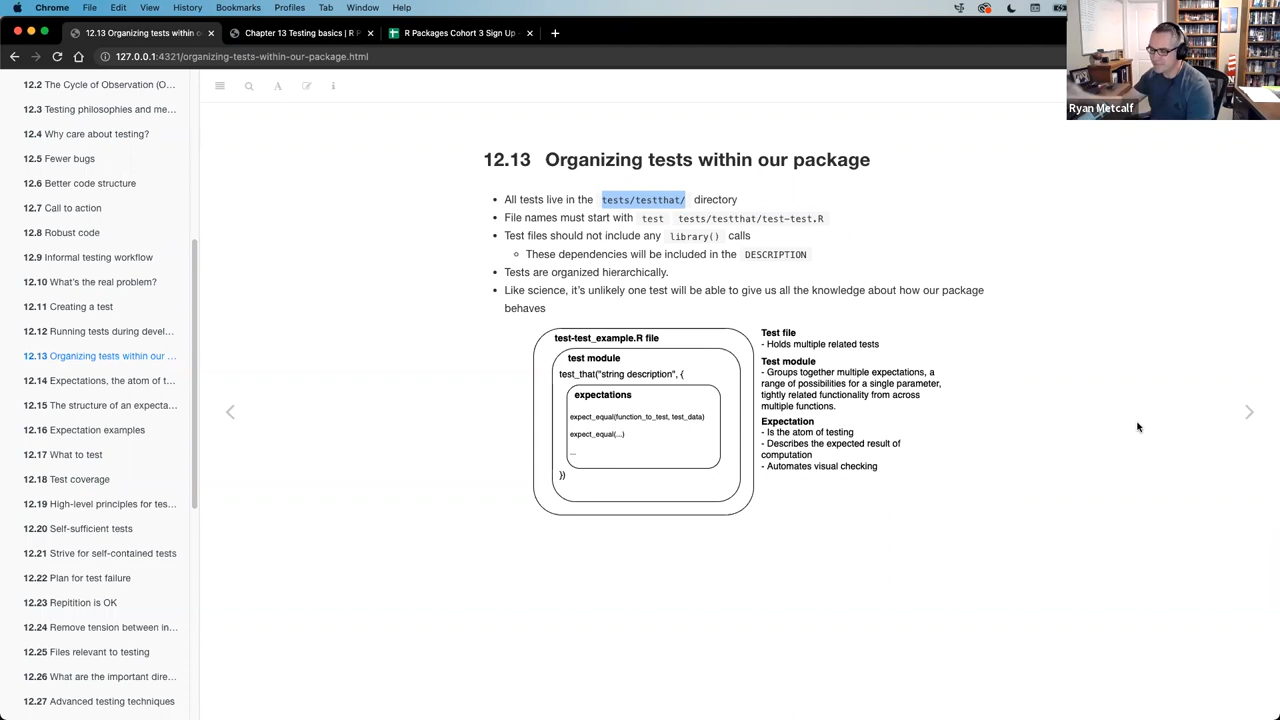 Chrome File Edit View History Bookmarks Profiles Tab Window Help
12.13 Organizing tests within o
Chapter 13 Testing basics | R P
R Packages Cohort 3 Sign Up -
127.0.0.1:4321/organizing-tests-within-our-package.html
12.2 The Cycle of Observation (O...
12.3 Testing philosophies and me...
12.4 Why care about testing?
12.5 Fewer bugs
12.6 Better code structure
12.7 Call to action
12.8 Robust code
12.9 Informal testing workflow
12.10 What's the real problem?
12.11 Creating a test
12.12 Running tests during devel...
12.13 Organizing tests within our ...
12.14 Expectations, the atom of t...
12.15 The structure of an expecta...
12.16 Expectation examples
12.17 What to test
12.18 Test coverage
12.19 High-level principles for tes...
12.20 Self-sufficient tests
12.21 Strive for self-contained tests
12.22 Plan for test failure
12.23 Repitition is OK
12.24 Remove tension between in...
12.25 Files relevant to testing
12.26 What are the important dire...
12.27 Advanced testing techniques
12.13 Organizing tests within our package
All tests live in the tests/testthat/ directory
File names must start with test tests/testthat/test-test.R
Test files should not include any library() calls
These dependencies will be included in the DESCRIPTION
Tests are organized hierarchically.
Like science, it's unlikely one test will be able to give us all the knowledge about how our package
behaves
test-test_example.R file
test module
test_that("string description", {
expectations
expect_equal(function_to_test, test_data)
expect_equal(...)
...
})
Test file
- Holds multiple related tests
Test module
- Groups together multiple expectations, a
range of possibilities for a single parameter,
tightly related functionality from across
multiple functions.
Expectation
- Is the atom of testing
- Describes the expected result of
computation
- Automates visual checking
Ryan Metcalf